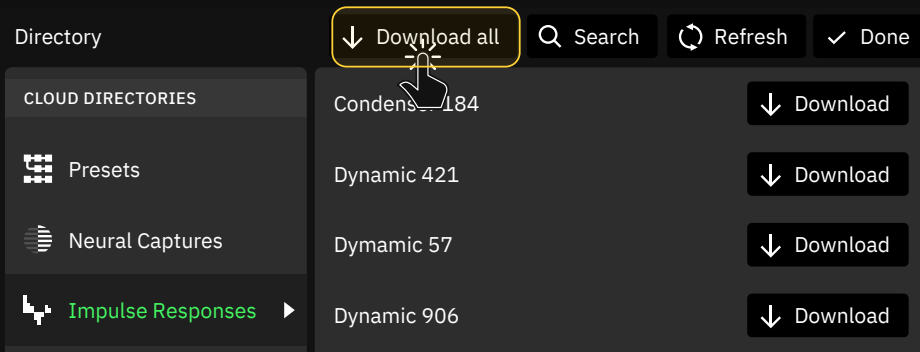 Directory
Download all
Search
Refresh
Done
CLOUD DIRECTORIES
Presets
Neural Captures
Impulse Responses
184
Download
Dynamic 421
Download
Dymamic 57
Download
Dynamic 906
Download